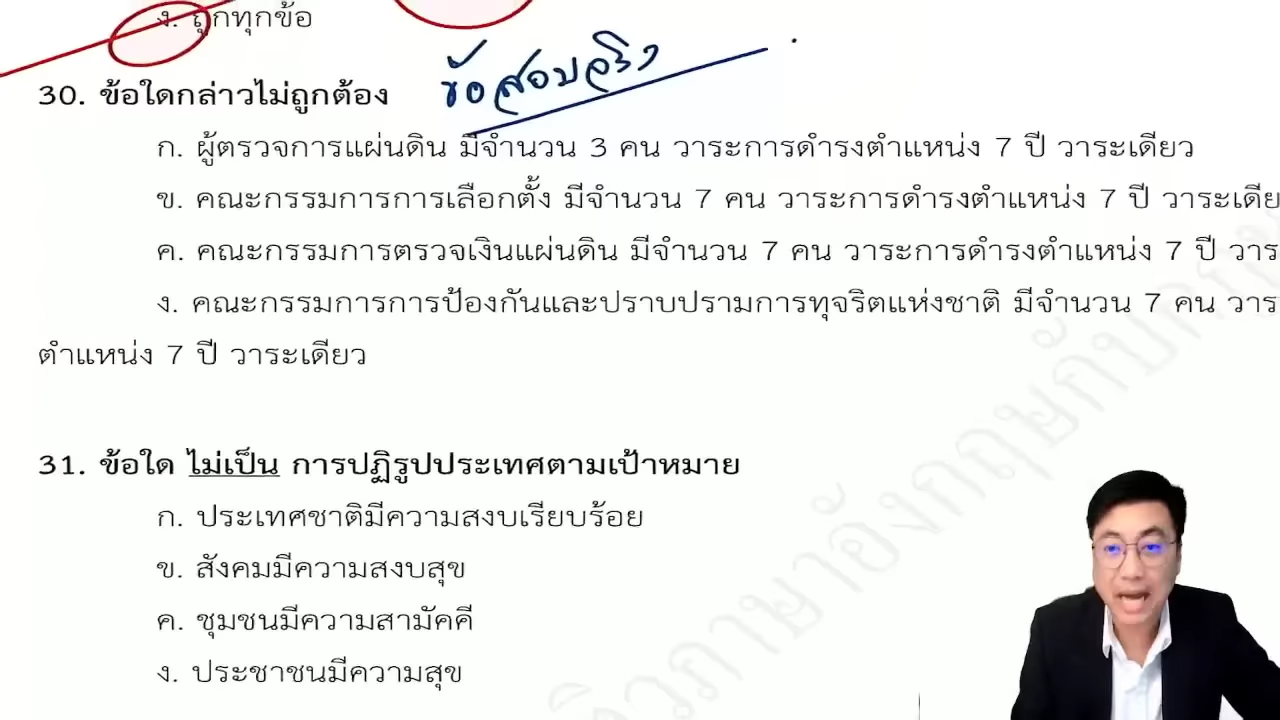 ง. ถูกทุกข้อ
ข้อสอบจริง
30. ข้อใดกล่าวไม่ถูกต้อง
ก. ผู้ตรวจการแผ่นดิน มีจำนวน 3 คน วาระการดำรงตำแหน่ง 7 ปี วาระเดียว
ข. คณะกรรมการการเลือกตั้ง มีจำนวน 7 คน วาระการดำรงตำแหน่ง 7 ปี วาระเดีย
ค. คณะกรรมการตรวจเงินแผ่นดิน มีจำนวน 7 คน วาระการดำรงตำแหน่ง 7 ปี วาร
ง. คณะกรรมการการป้องกันและปราบปรามการทุจริตแห่งชาติ มีจำนวน 7 คน วาร
ตำแหน่ง 7 ปี วาระเดียว
31. ข้อใด ไม่เป็น การปฏิรูปประเทศตามเป้าหมาย
ก. ประเทศชาติมีความสงบเรียบร้อย
ข. สังคมมีความสงบสุข
ค. ชุมชนมีความสามัคคี
ง. ประชาชนมีความสุข